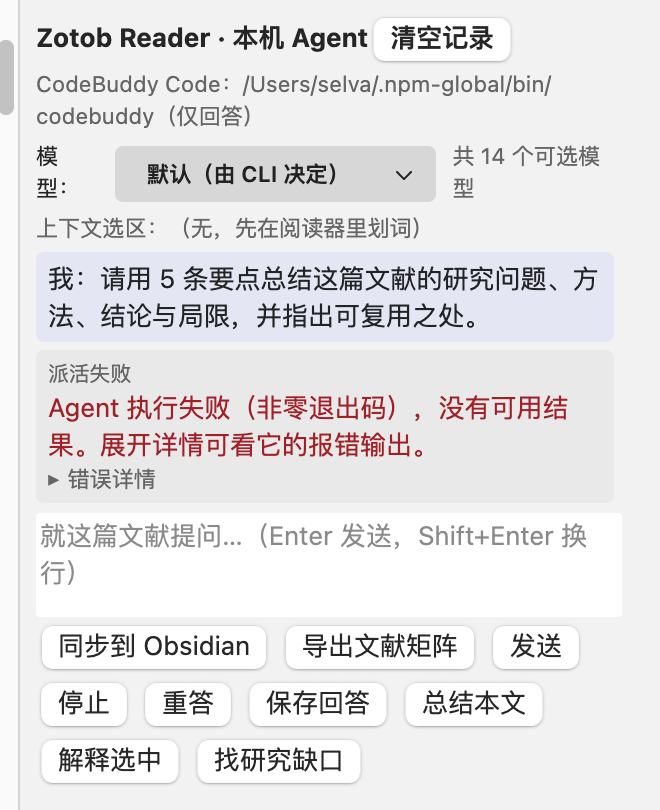 Zotob Reader · 本机 Agent 清空记录
CodeBuddy Code：/Users/selva/.npm-global/bin/
codebuddy（仅回答）
模
型：
默认（由 CLI 决定）
共 14 个可选模
型
上下文选区：（无，先在阅读器里划词）
我：请用 5 条要点总结这篇文献的研究问题、方
法、结论与局限，并指出可复用之处。
派活失败
Agent 执行失败（非零退出码），没有可用结
果。展开详情可看它的报错输出。
▸ 错误详情
就这篇文献提问...（Enter 发送，Shift+Enter 换
行）
同步到 Obsidian 导出文献矩阵 发送
停止 重答 保存回答 总结本文
解释选中 找研究缺口